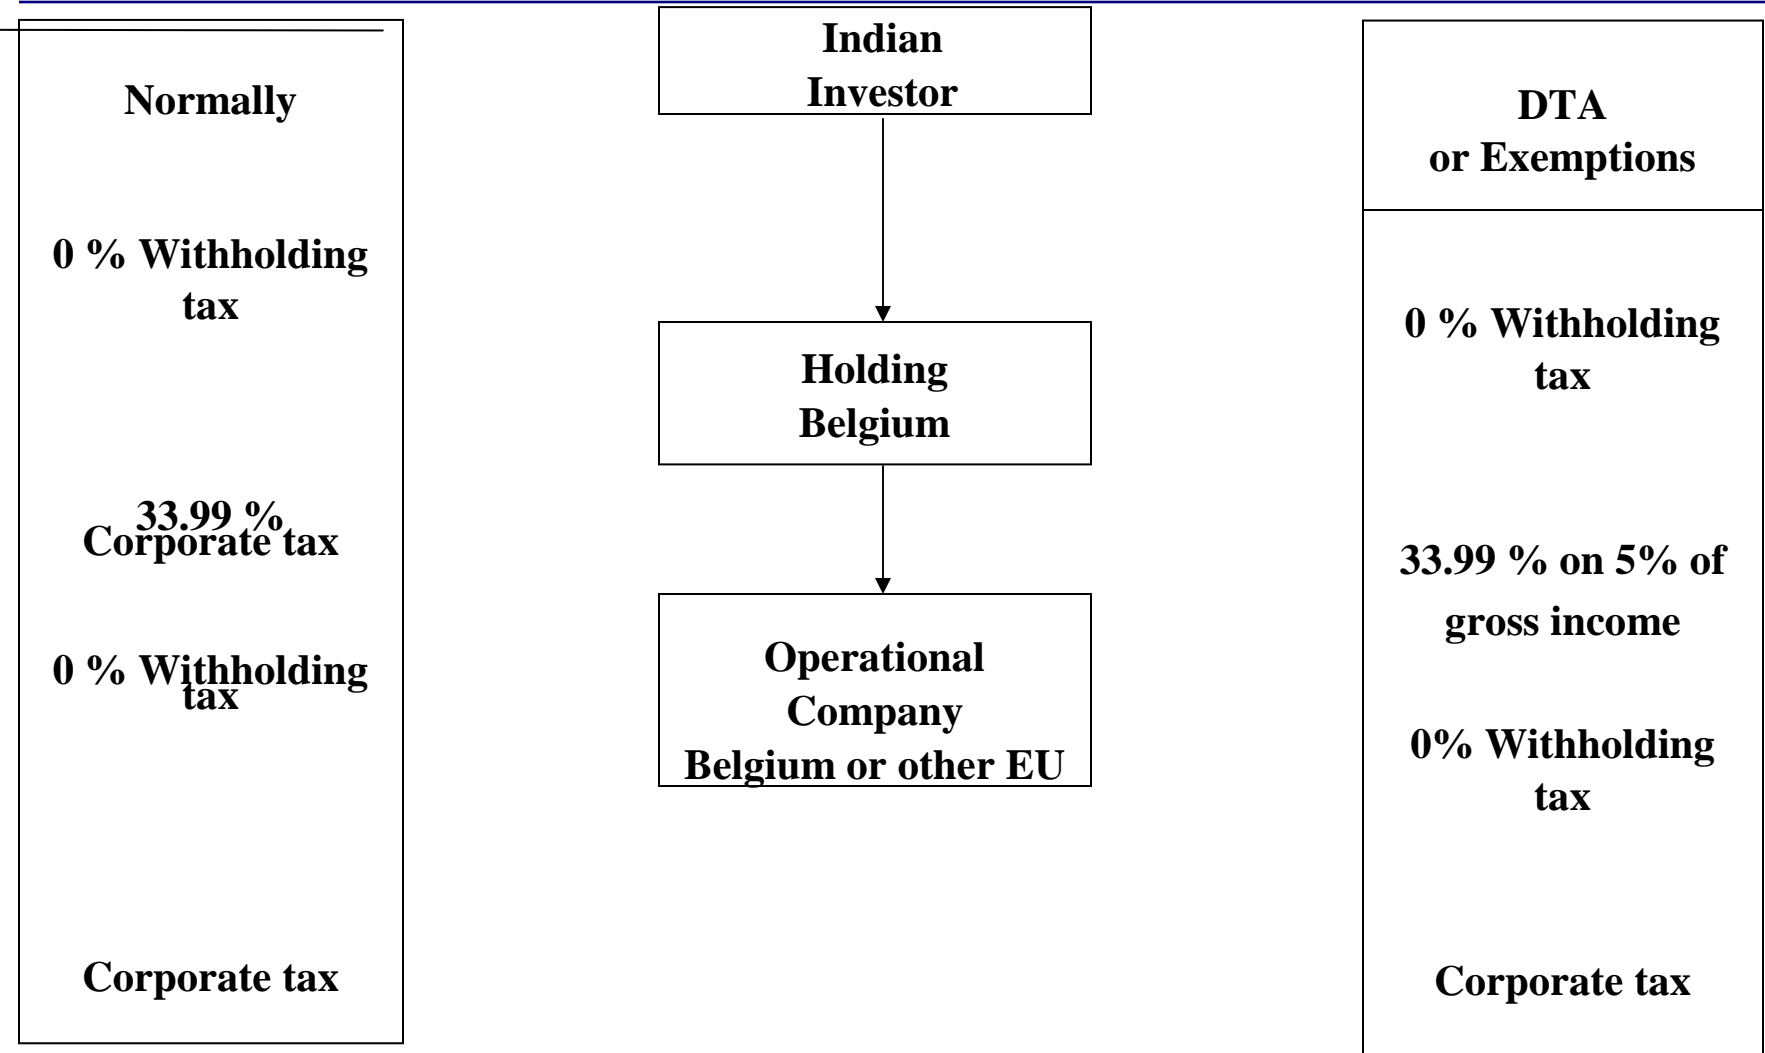 Normally
0 % Withholding
tax
33.99 %
Corporate tax
0 % Withholding
tax
Corporate tax
Indian
Investor
Holding
Belgium
Operational
Company
Belgium or other EU
DTA
or Exemptions
0 % Withholding
tax
33.99 % on 5% of
gross income
0% Withholding
tax
Corporate tax